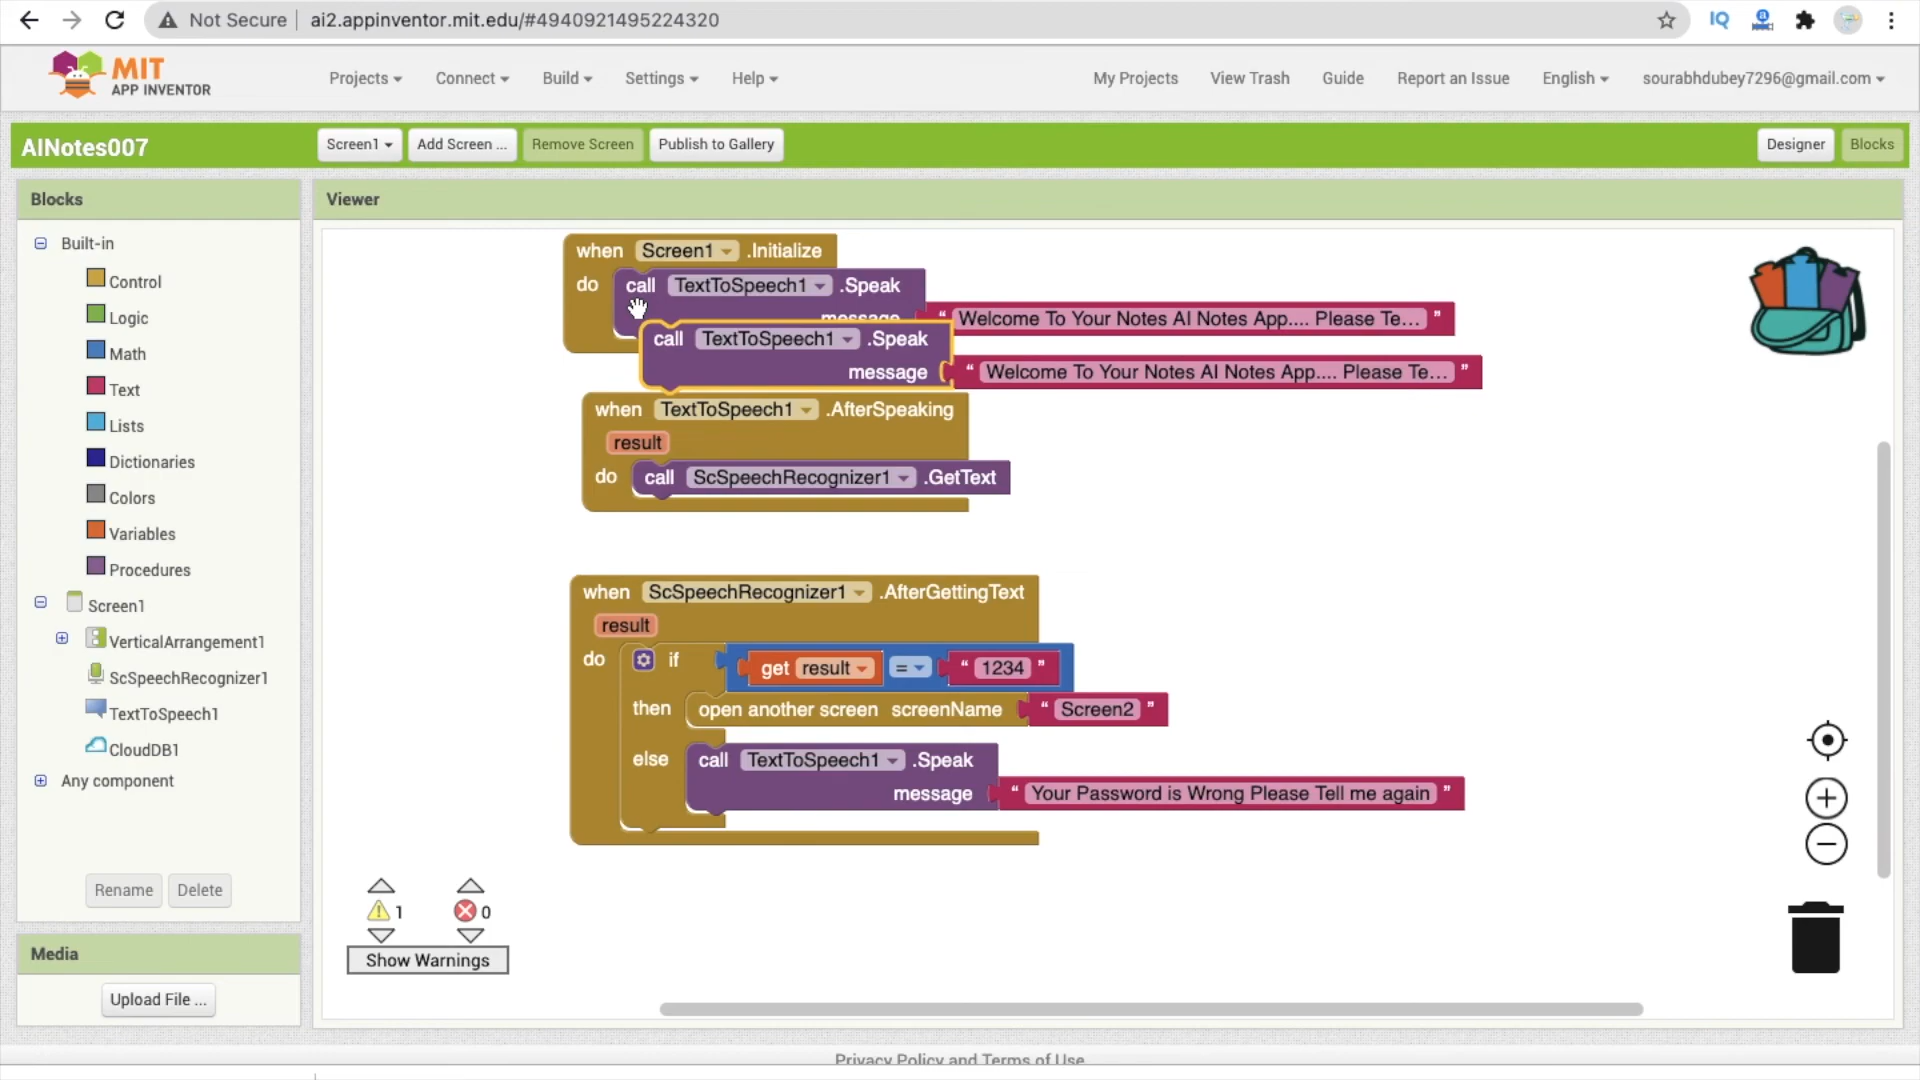 Not Secure ai2.appinventor.mit.edu/#4940921495224320 IQ
MIT
APP INVENTOR
Projects Connect Build Settings Help My Projects View Trash Guide Report an Issue English sourabhdubey7296@gmail.com
AINotes007 Screen1 Add Screen ... Remove Screen Publish to Gallery Designer Blocks
Blocks
Viewer
Built-in
Control
Logic
Math
Text
Lists
Dictionaries
Colors
Variables
Procedures
Screen1
VerticalArrangement1
ScSpeechRecognizer1
TextToSpeech1
CloudDB1
Any component
Rename Delete
Media
Upload File ...
when Screen1 .Initialize
do call TextToSpeech1 .Speak
message “ Welcome To Your Notes AI Notes App.... Please Te... ”
call TextToSpeech1 .Speak
message “ Welcome To Your Notes AI Notes App.... Please Te... ”
when TextToSpeech1 .AfterSpeaking
result
do call ScSpeechRecognizer1 .GetText
when ScSpeechRecognizer1 .AfterGettingText
result
do if get result = “ 1234 ”
then open another screen screenName “ Screen2 ”
else call TextToSpeech1 .Speak
message “ Your Password is Wrong Please Tell me again ”
1 0
Show Warnings
Privacy Policy and Terms of Use